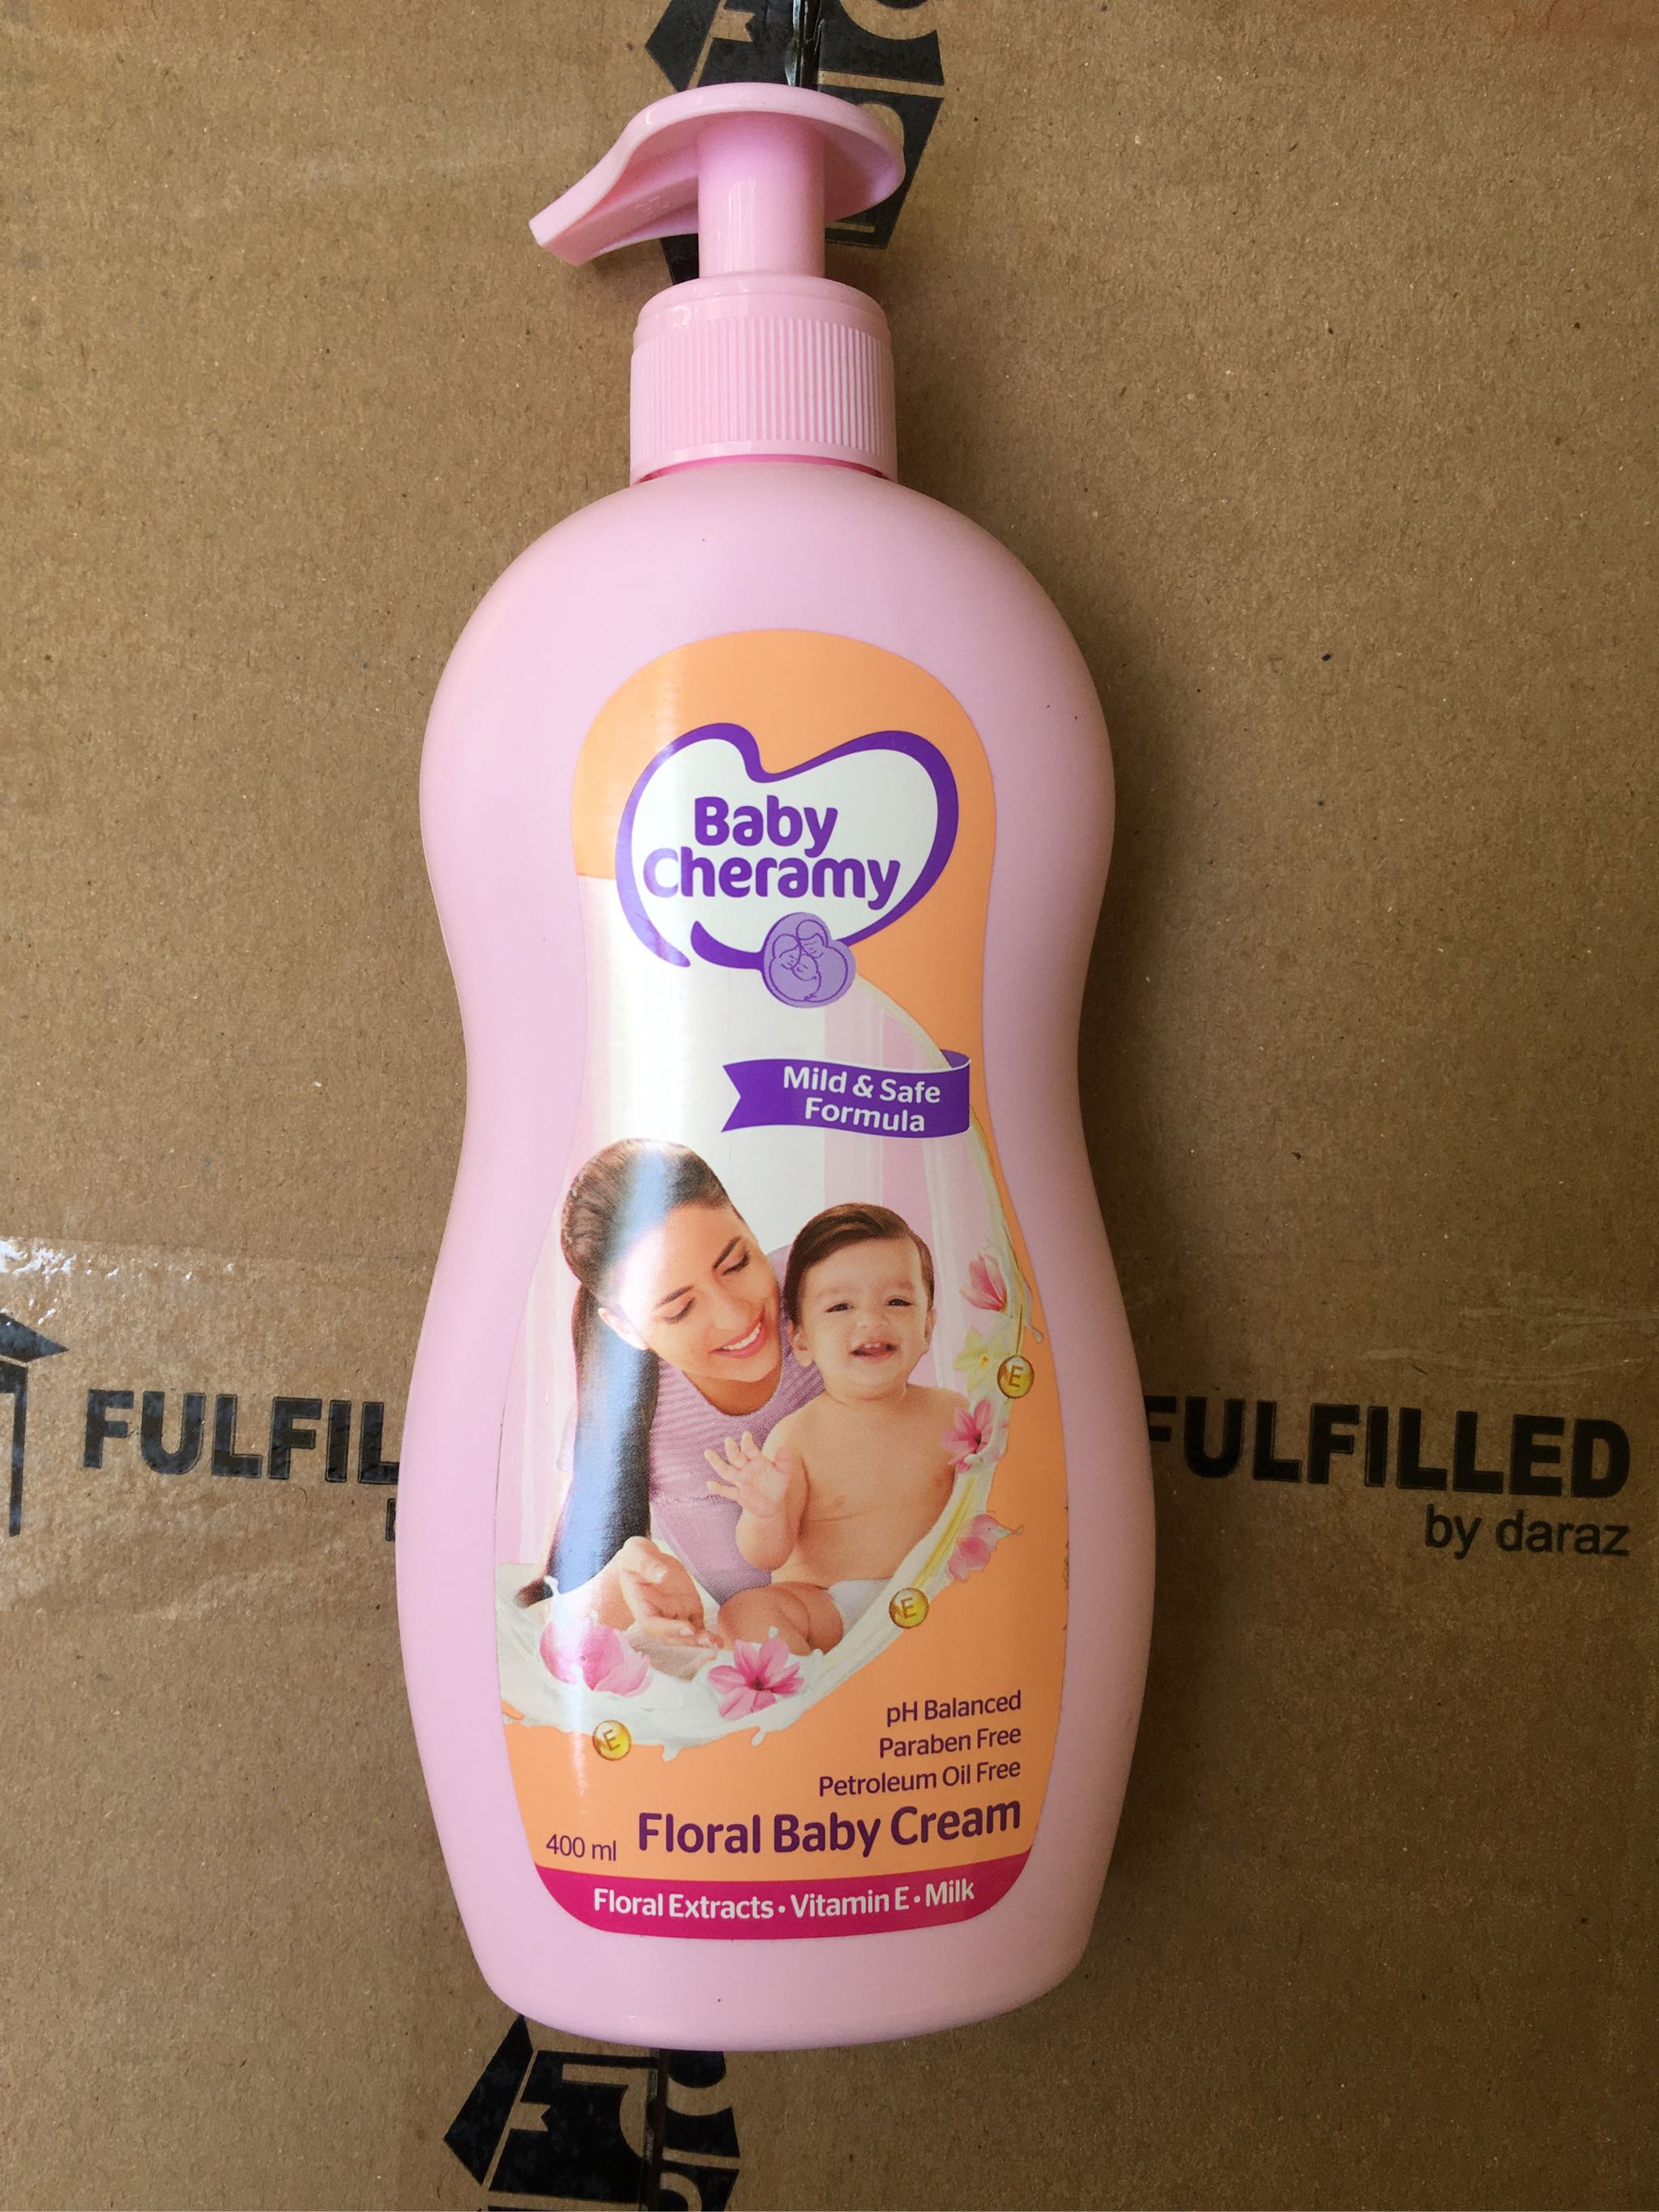 Baby
Cheramy
Mild & Safe
Formula
E
E
E
pH Balanced
Paraben Free
Petroleum Oil Free
400 ml Floral Baby Cream
Floral Extracts • Vitamin E • Milk
FULFIL
FULFILLED
by daraz